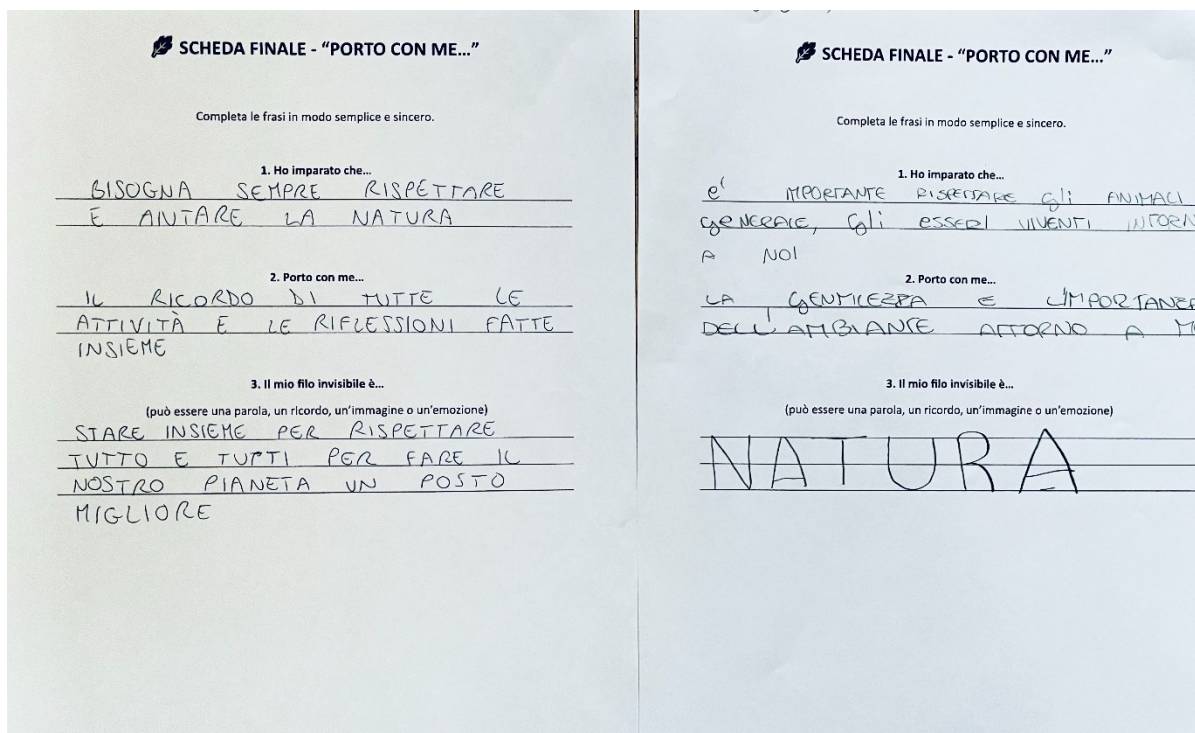 SCHEDA FINALE - “PORTO CON ME...”
Completa le frasi in modo semplice e sincero.
1. Ho imparato che...
BISOGNA SEMPRE RISPETTARE
E AIUTARE LA NATURA
2. Porto con me...
IL RICORDO DI TUTTE LE
ATTIVITÀ E LE RIFLESSIONI FATTE
INSIEME
3. Il mio filo invisibile è...
(può essere una parola, un ricordo, un’immagine o un’emozione)
STARE INSIEME PER RISPETTARE
TUTTO E TUTTI PER FARE IL
NOSTRO PIANETA UN POSTO
MIGLIORE
SCHEDA FINALE - “PORTO CON ME...”
Completa le frasi in modo semplice e sincero.
1. Ho imparato che...
e' IMPORTANTE RISPETTARE Gli ANIMALI
GENERALE, Gli esseri VIVENTI INTORN
A NOI
2. Porto con me...
LA GENTILEZZA E L'IMPORTANZA
DELL'AMBIANTE ATTORNO A M
3. Il mio filo invisibile è...
(può essere una parola, un ricordo, un’immagine o un’emozione)
NATURA